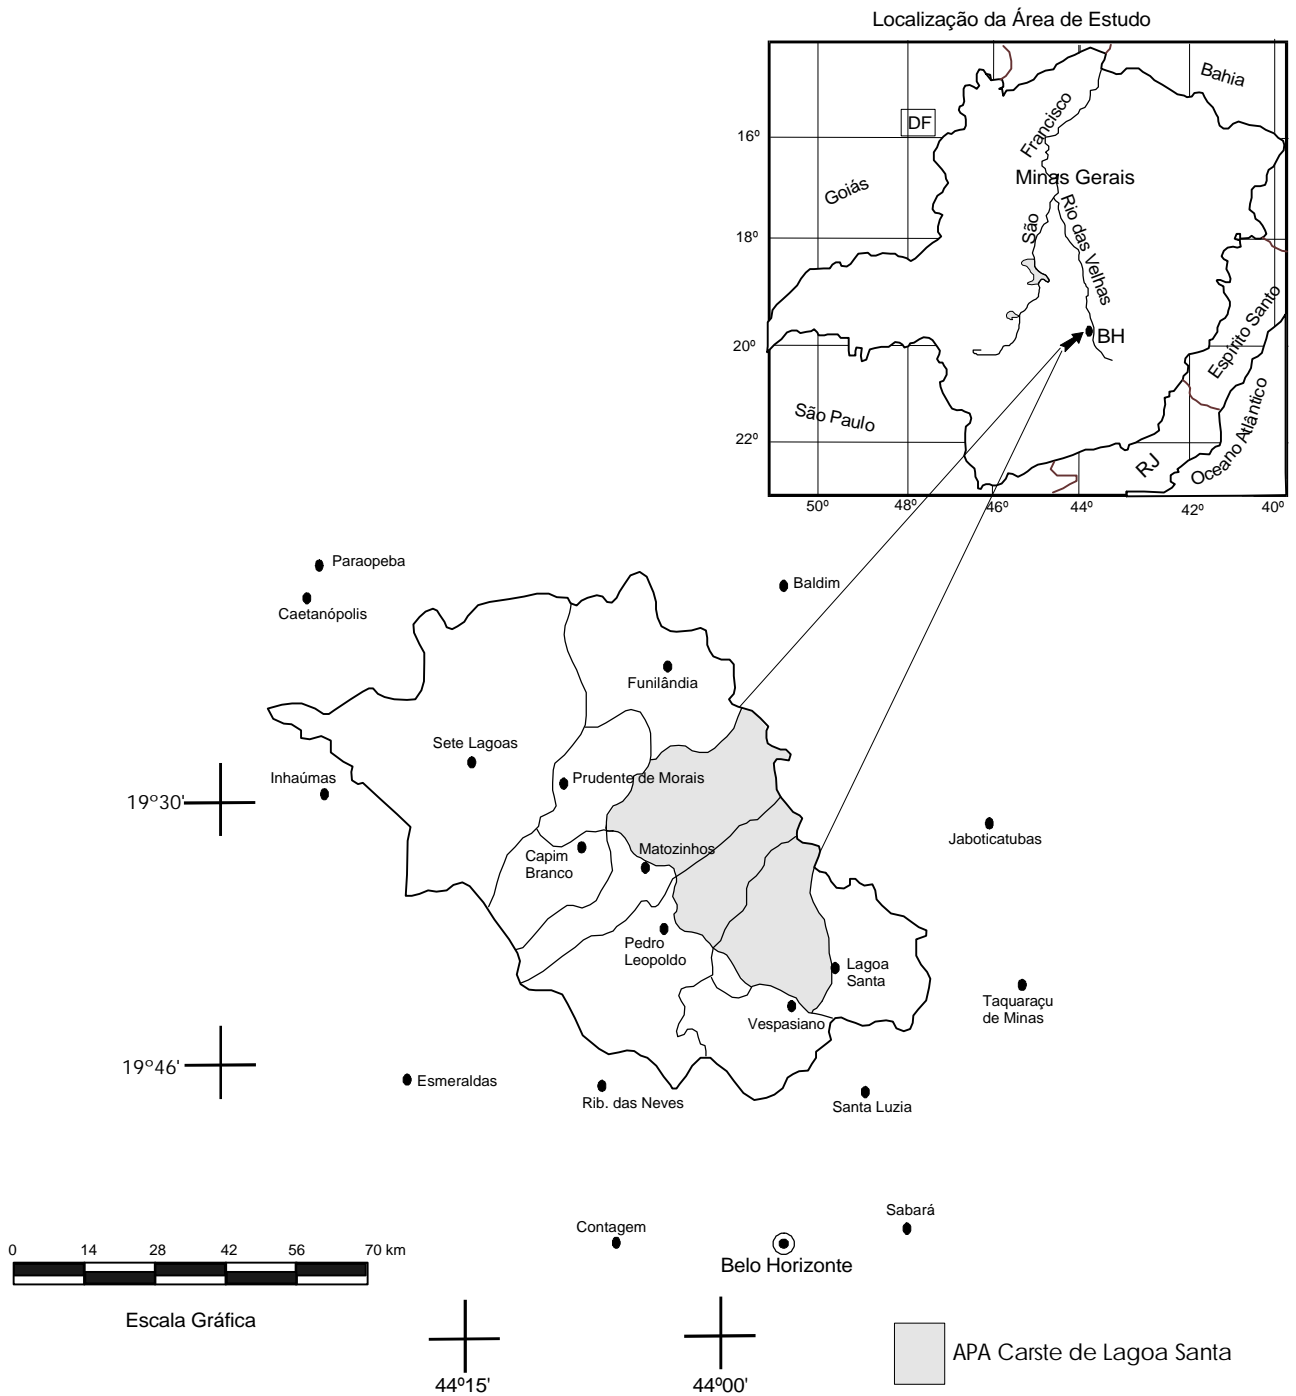 Localização da Área de Estudo
Bahia
DF
16º
Francisco
Minas Gerais
Goiás
São
Rio das Velhas
18º
Espírito Santo
BH
20º
São Paulo
Oceano Atlântico
22º
RJ
50º
48º
46º
44º
42º
40º
Paraopeba
Caetanópolis
Baldim
Funilândia
Sete Lagoas
Inhaúmas
Prudente de Morais
19º30'
Jaboticatubas
Matozinhos
Capim
Branco
Pedro
Leopoldo
Lagoa
Santa
Taquaraçu
de Minas
Vespasiano
19º46'
Esmeraldas
Rib. das Neves
Santa Luzia
Sabará
Contagem
Belo Horizonte
0 14 28 42 56 70 km
Escala Gráfica
APA Carste de Lagoa Santa
44º15'
44º00'